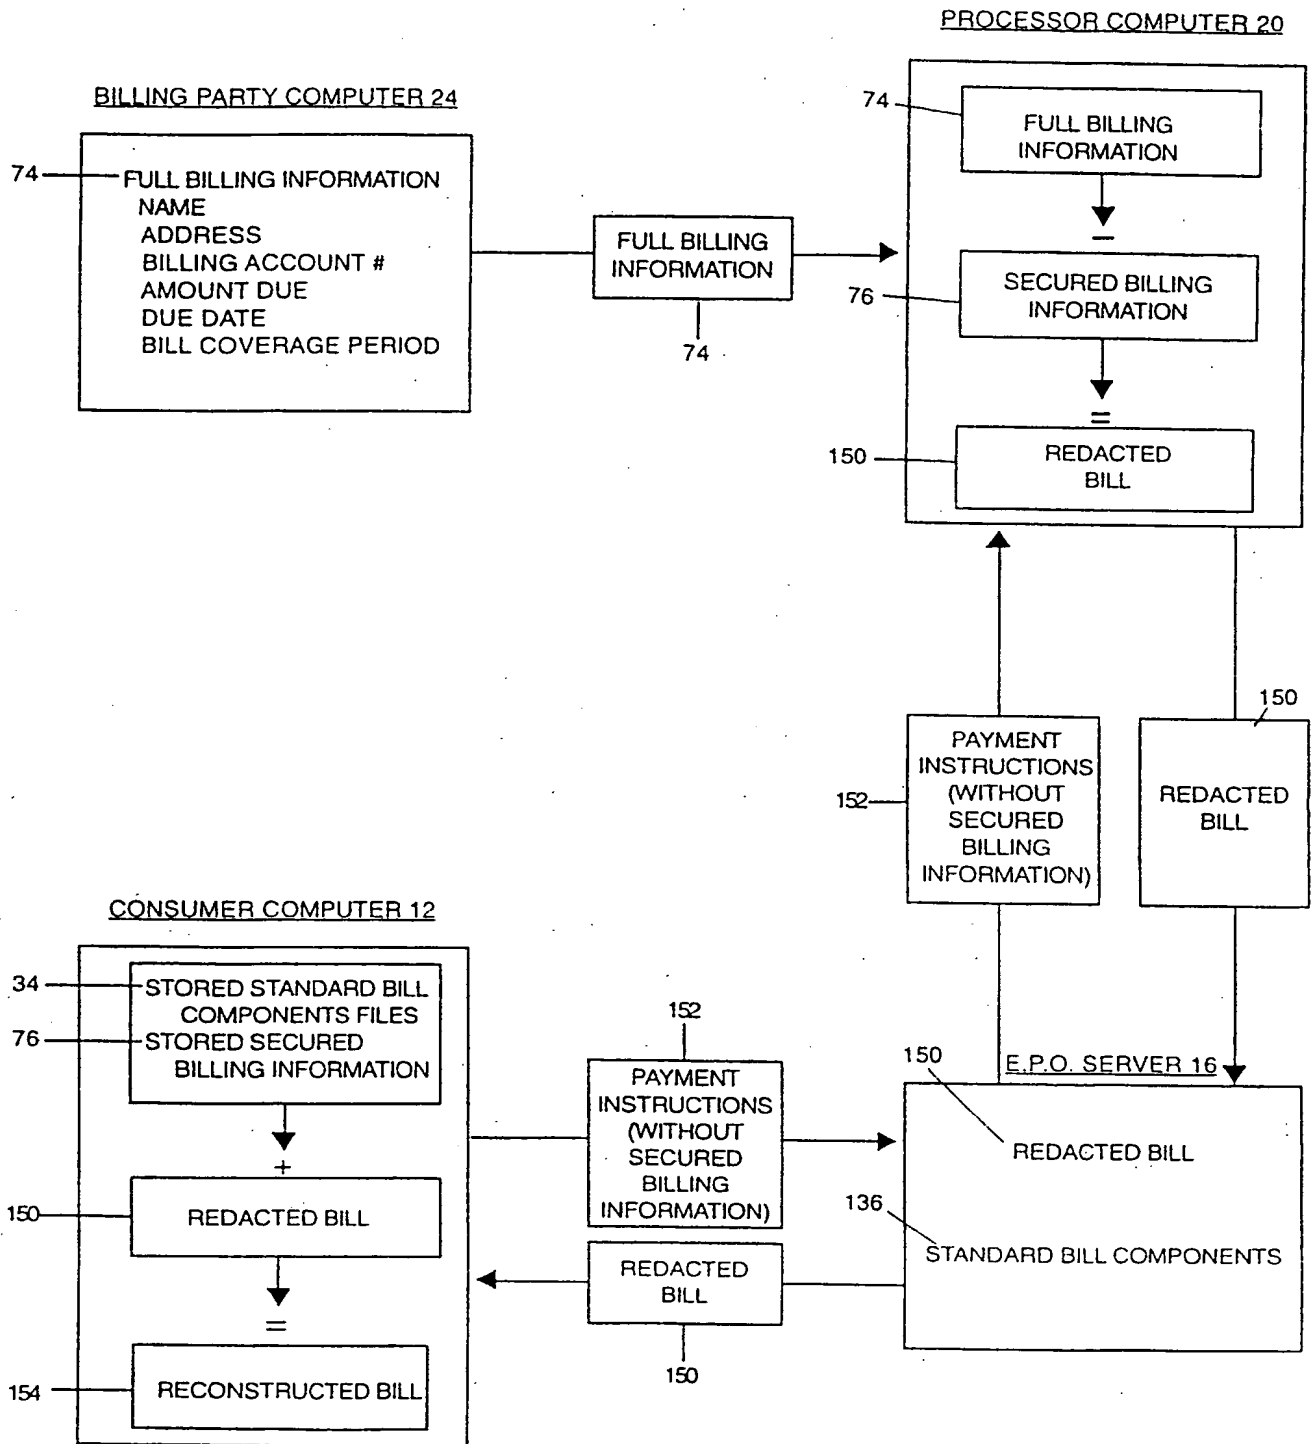 PROCESSOR COMPUTER 20
BILLING PARTY COMPUTER 24
74
FULL BILLING INFORMATION
NAME
ADDRESS
BILLING ACCOUNT #
AMOUNT DUE
DUE DATE
BILL COVERAGE PERIOD
FULL BILLING
INFORMATION
74
74
FULL BILLING
INFORMATION
–
76
SECURED BILLING
INFORMATION
=
150
REDACTED
BILL
152
PAYMENT
INSTRUCTIONS
(WITHOUT
SECURED
BILLING
INFORMATION)
150
REDACTED
BILL
CONSUMER COMPUTER 12
34
STORED STANDARD BILL
COMPONENTS FILES
76
STORED SECURED
BILLING INFORMATION
+
150
REDACTED BILL
=
154
RECONSTRUCTED BILL
152
PAYMENT
INSTRUCTIONS
(WITHOUT
SECURED
BILLING
INFORMATION)
REDACTED
BILL
150
E.P.O. SERVER 16
150
REDACTED BILL
136
STANDARD BILL COMPONENTS